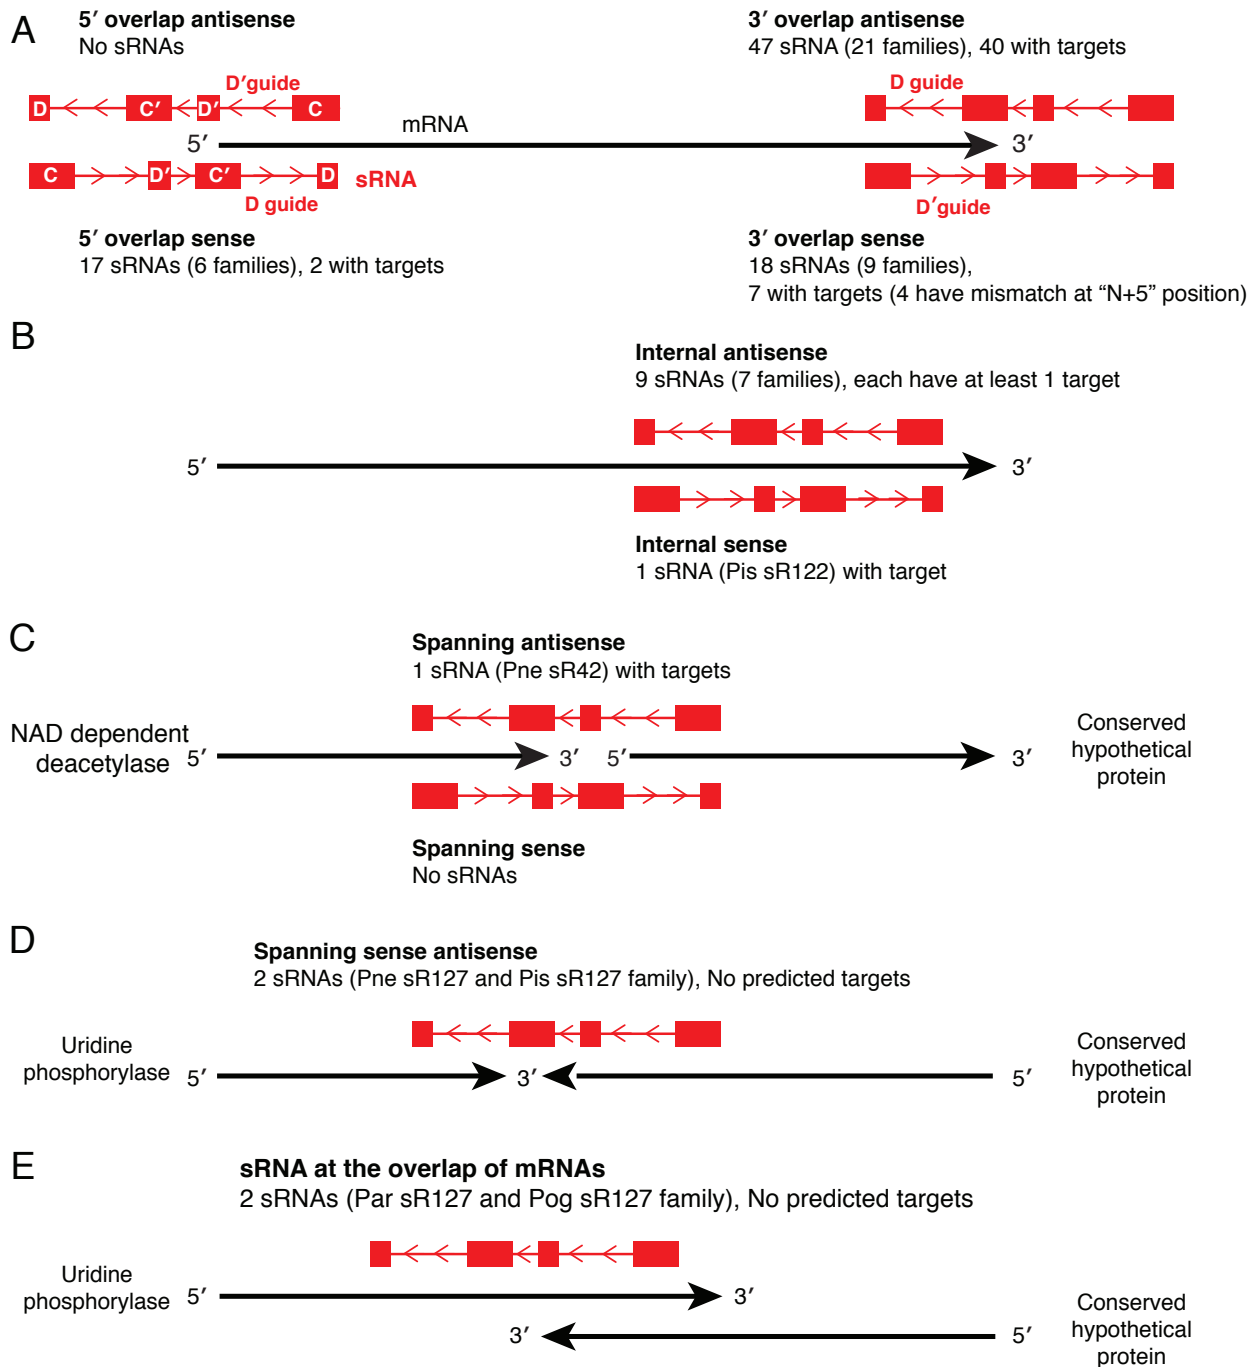 A
5′ overlap antisense
No sRNAs
3′ overlap antisense
47 sRNA (21 families), 40 with targets
D′guide
D guide
D C′ D′ C
mRNA
5′
3′
C D′ C′ D
sRNA
D guide
D′guide
5′ overlap sense
17 sRNAs (6 families), 2 with targets
3′ overlap sense
18 sRNAs (9 families),
7 with targets (4 have mismatch at “N+5” position)
B
Internal antisense
9 sRNAs (7 families), each have at least 1 target
5′
3′
Internal sense
1 sRNA (Pis sR122) with target
C
Spanning antisense
1 sRNA (Pne sR42) with targets
NAD dependent
deacetylase
5′
3′
5′
3′
Conserved
hypothetical
protein
Spanning sense
No sRNAs
D
Spanning sense antisense
2 sRNAs (Pne sR127 and Pis sR127 family), No predicted targets
Uridine
phosphorylase
5′
3′
5′
Conserved
hypothetical
protein
E
sRNA at the overlap of mRNAs
2 sRNAs (Par sR127 and Pog sR127 family), No predicted targets
Uridine
phosphorylase
5′
3′
3′
5′
Conserved
hypothetical
protein